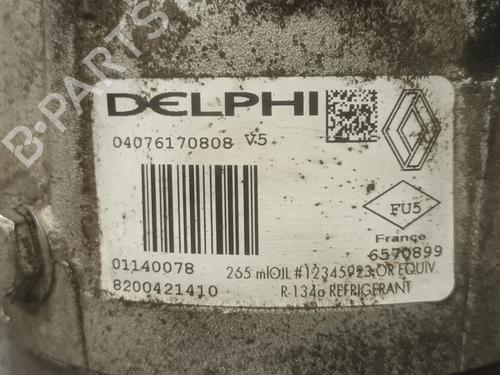 B-PARTS
DELPHI
04076170808 V5
FU5
France
6570899
01140078
265 ml OIL #12345923 OR EQUIV.
8200421410
R-134a REFRIGERANT